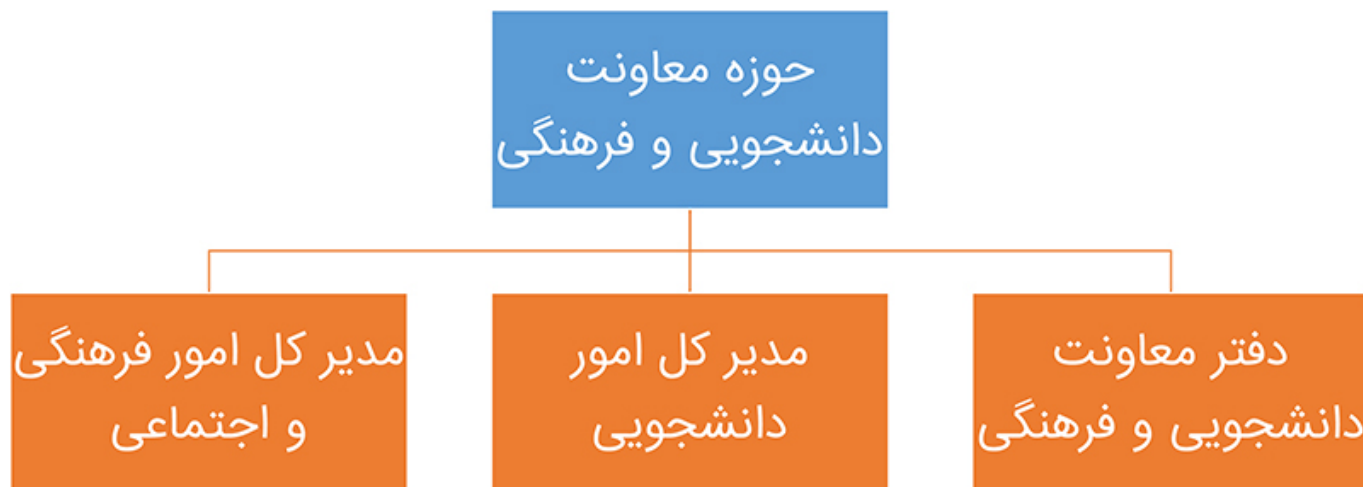 حوزه معاونت
دانشجویی و فرهنگی
دفتر معاونت
دانشجویی و فرهنگی
مدیر کل امور
دانشجویی
مدیر کل امور فرهنگی
و اجتماعی